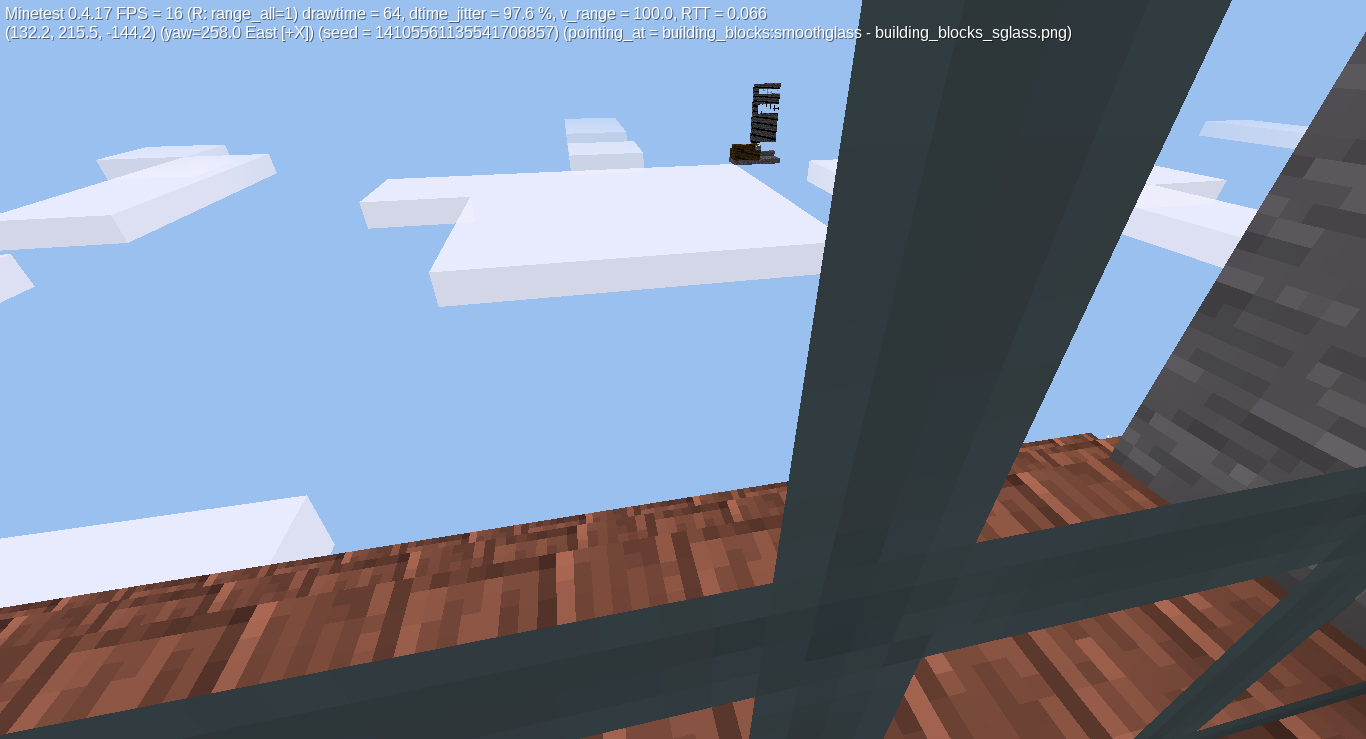 Minetest 0.4.17 FPS = 16 (R: range_all=1) drawtime = 64, dtime_jitter = 97.6 %, v_range = 100.0, RTT = 0.066
(132.2, 215.5, -144.2) (yaw=258.0 East [+X]) (seed = 14105561135541706857) (pointing_at = building_blocks:smoothglass - building_blocks_sglass.png)